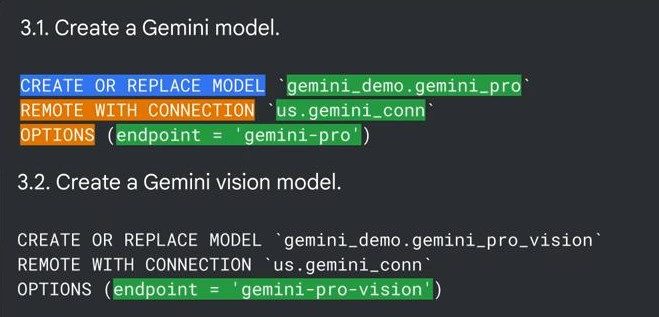 3.1. Create a Gemini model.
CREATE OR REPLACE MODEL `gemini_demo.gemini_pro`
REMOTE WITH CONNECTION `us.gemini_conn`
OPTIONS (endpoint = 'gemini-pro')
3.2. Create a Gemini vision model.
CREATE OR REPLACE MODEL `gemini_demo.gemini_pro_vision`
REMOTE WITH CONNECTION `us.gemini_conn`
OPTIONS (endpoint = 'gemini-pro-vision')